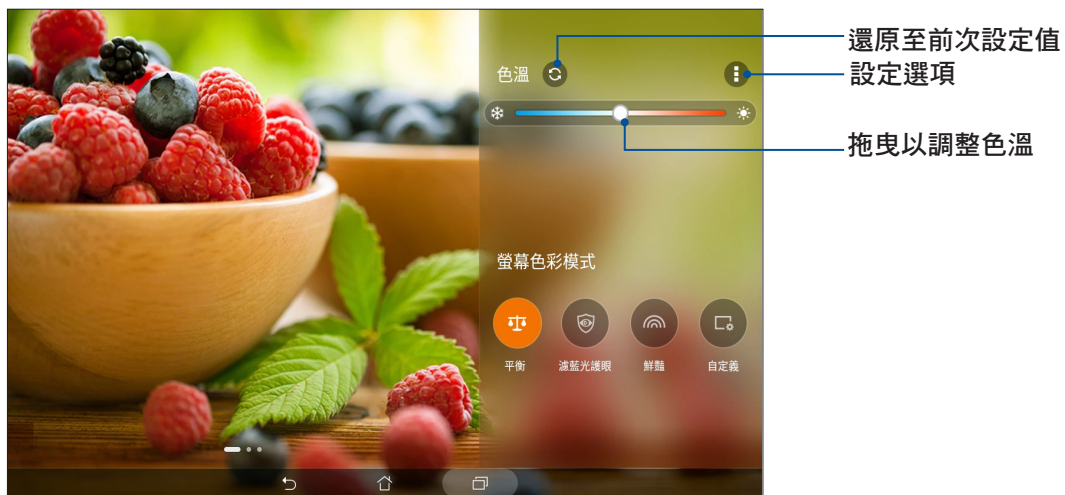 還原至前次設定值
色溫
設定選項
拖曳以調整色溫
螢幕色彩模式
平衡
濾藍光護眼
鮮豔
自定義